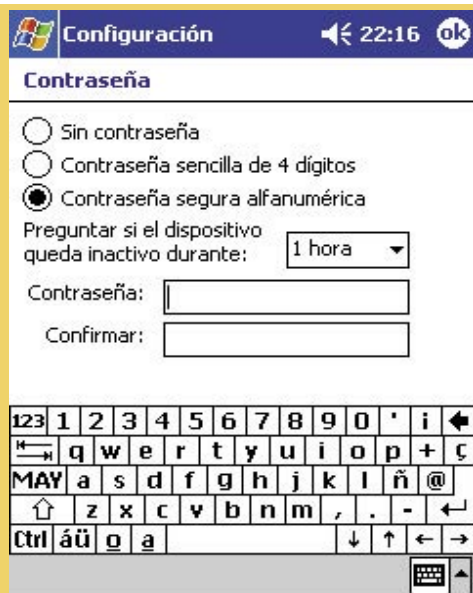 Configuración 22:16 ok
Contraseña
Sin contraseña
Contraseña sencilla de 4 dígitos
Contraseña segura alfanumérica
Preguntar si el dispositivo
queda inactivo durante: 1 hora
Contraseña:
Confirmar:
123 1 2 3 4 5 6 7 8 9 0 ' ¡
q w e r t y u i o p + ç
MAY a s d f g h j k l ñ @
z x c v b n m , . -
Ctrl áü o a ↓ ↑ ← →